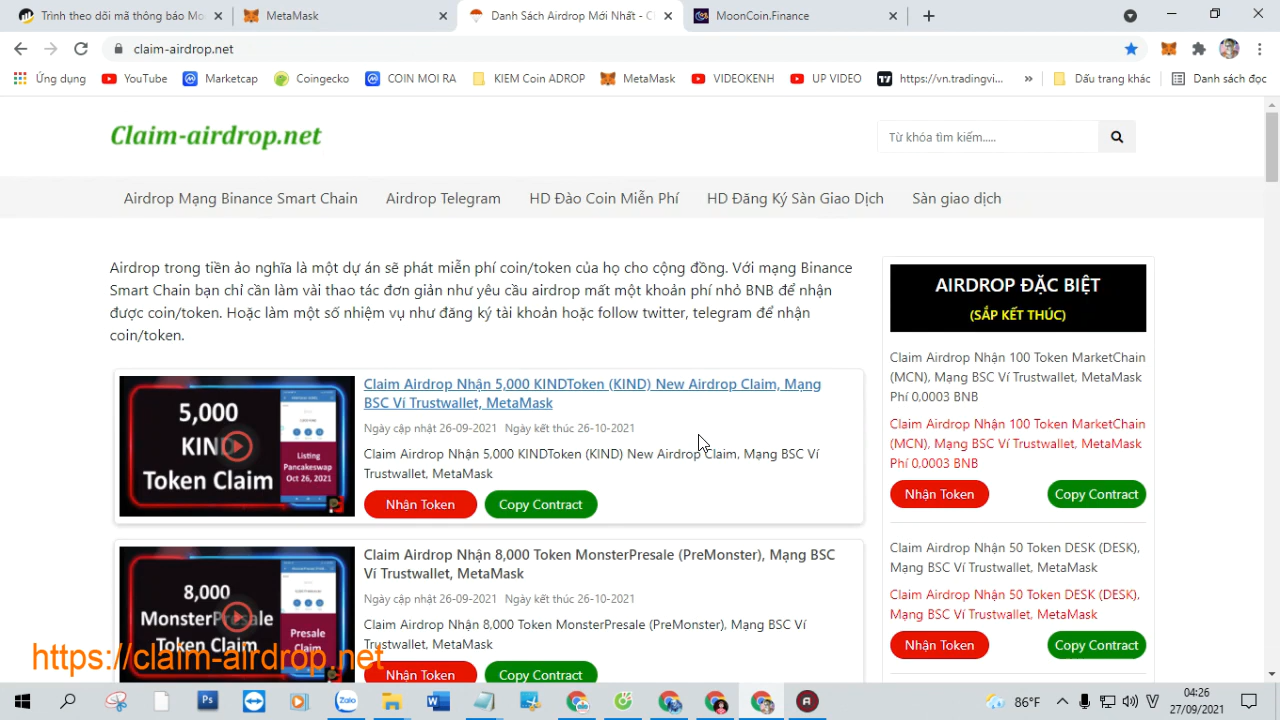 Trình theo dõi mã thông báo Mo
MetaMask
Danh Sách Airdrop Mới Nhất - C
MoonCoin.Finance
claim-airdrop.net
Ứng dụng
YouTube
Marketcap
Coingecko
COIN MOI RA
KIEM Coin ADROP
MetaMask
VIDEOKENH
UP VIDEO
https://vn.tradingvi...
»
Dấu trang khác
Danh sách đọc
Claim-airdrop.net
Từ khóa tìm kiếm.....
Airdrop Mạng Binance Smart Chain
Airdrop Telegram
HD Đào Coin Miễn Phí
HD Đăng Ký Sàn Giao Dịch
Sàn giao dịch
Airdrop trong tiền ảo nghĩa là một dự án sẽ phát miễn phí coin/token của họ cho cộng đồng. Với mạng Binance
Smart Chain bạn chỉ cần làm vài thao tác đơn giản như yêu cầu airdrop mất một khoản phí nhỏ BNB để nhận
được coin/token. Hoặc làm một số nhiệm vụ như đăng ký tài khoản hoặc follow twitter, telegram để nhận
coin/token.
5,000
KIND
Token Claim
Listing
Pancakeswap
Oct 26, 2021
Claim Airdrop Nhận 5,000 KINDToken (KIND) New Airdrop Claim, Mạng
BSC Ví Trustwallet, MetaMask
Ngày cập nhật 26-09-2021 Ngày kết thúc 26-10-2021
Claim Airdrop Nhận 5,000 KINDToken (KIND) New Airdrop Claim, Mạng BSC Ví
Trustwallet, MetaMask
Nhận Token
Copy Contract
8,000
MonsterPresale
Token Claim
Presale
Claim
Claim Airdrop Nhận 8,000 Token MonsterPresale (PreMonster), Mạng BSC
Ví Trustwallet, MetaMask
Ngày cập nhật 26-09-2021 Ngày kết thúc 26-10-2021
Claim Airdrop Nhận 8,000 Token MonsterPresale (PreMonster), Mạng BSC Ví
Trustwallet, MetaMask
Nhận Token
Copy Contract
AIRDROP ĐẶC BIỆT
(SẮP KẾT THÚC)
Claim Airdrop Nhận 100 Token MarketChain
(MCN), Mạng BSC Ví Trustwallet, MetaMask
Phí 0,0003 BNB
Claim Airdrop Nhận 100 Token MarketChain
(MCN), Mạng BSC Ví Trustwallet, MetaMask
Phí 0,0003 BNB
Nhận Token
Copy Contract
Claim Airdrop Nhận 50 Token DESK (DESK),
Mạng BSC Ví Trustwallet, MetaMask
Claim Airdrop Nhận 50 Token DESK (DESK),
Mạng BSC Ví Trustwallet, MetaMask
Nhận Token
Copy Contract
https://claim-airdrop.net
Ps
Zalo
W
86°F
V
04:26
27/09/2021